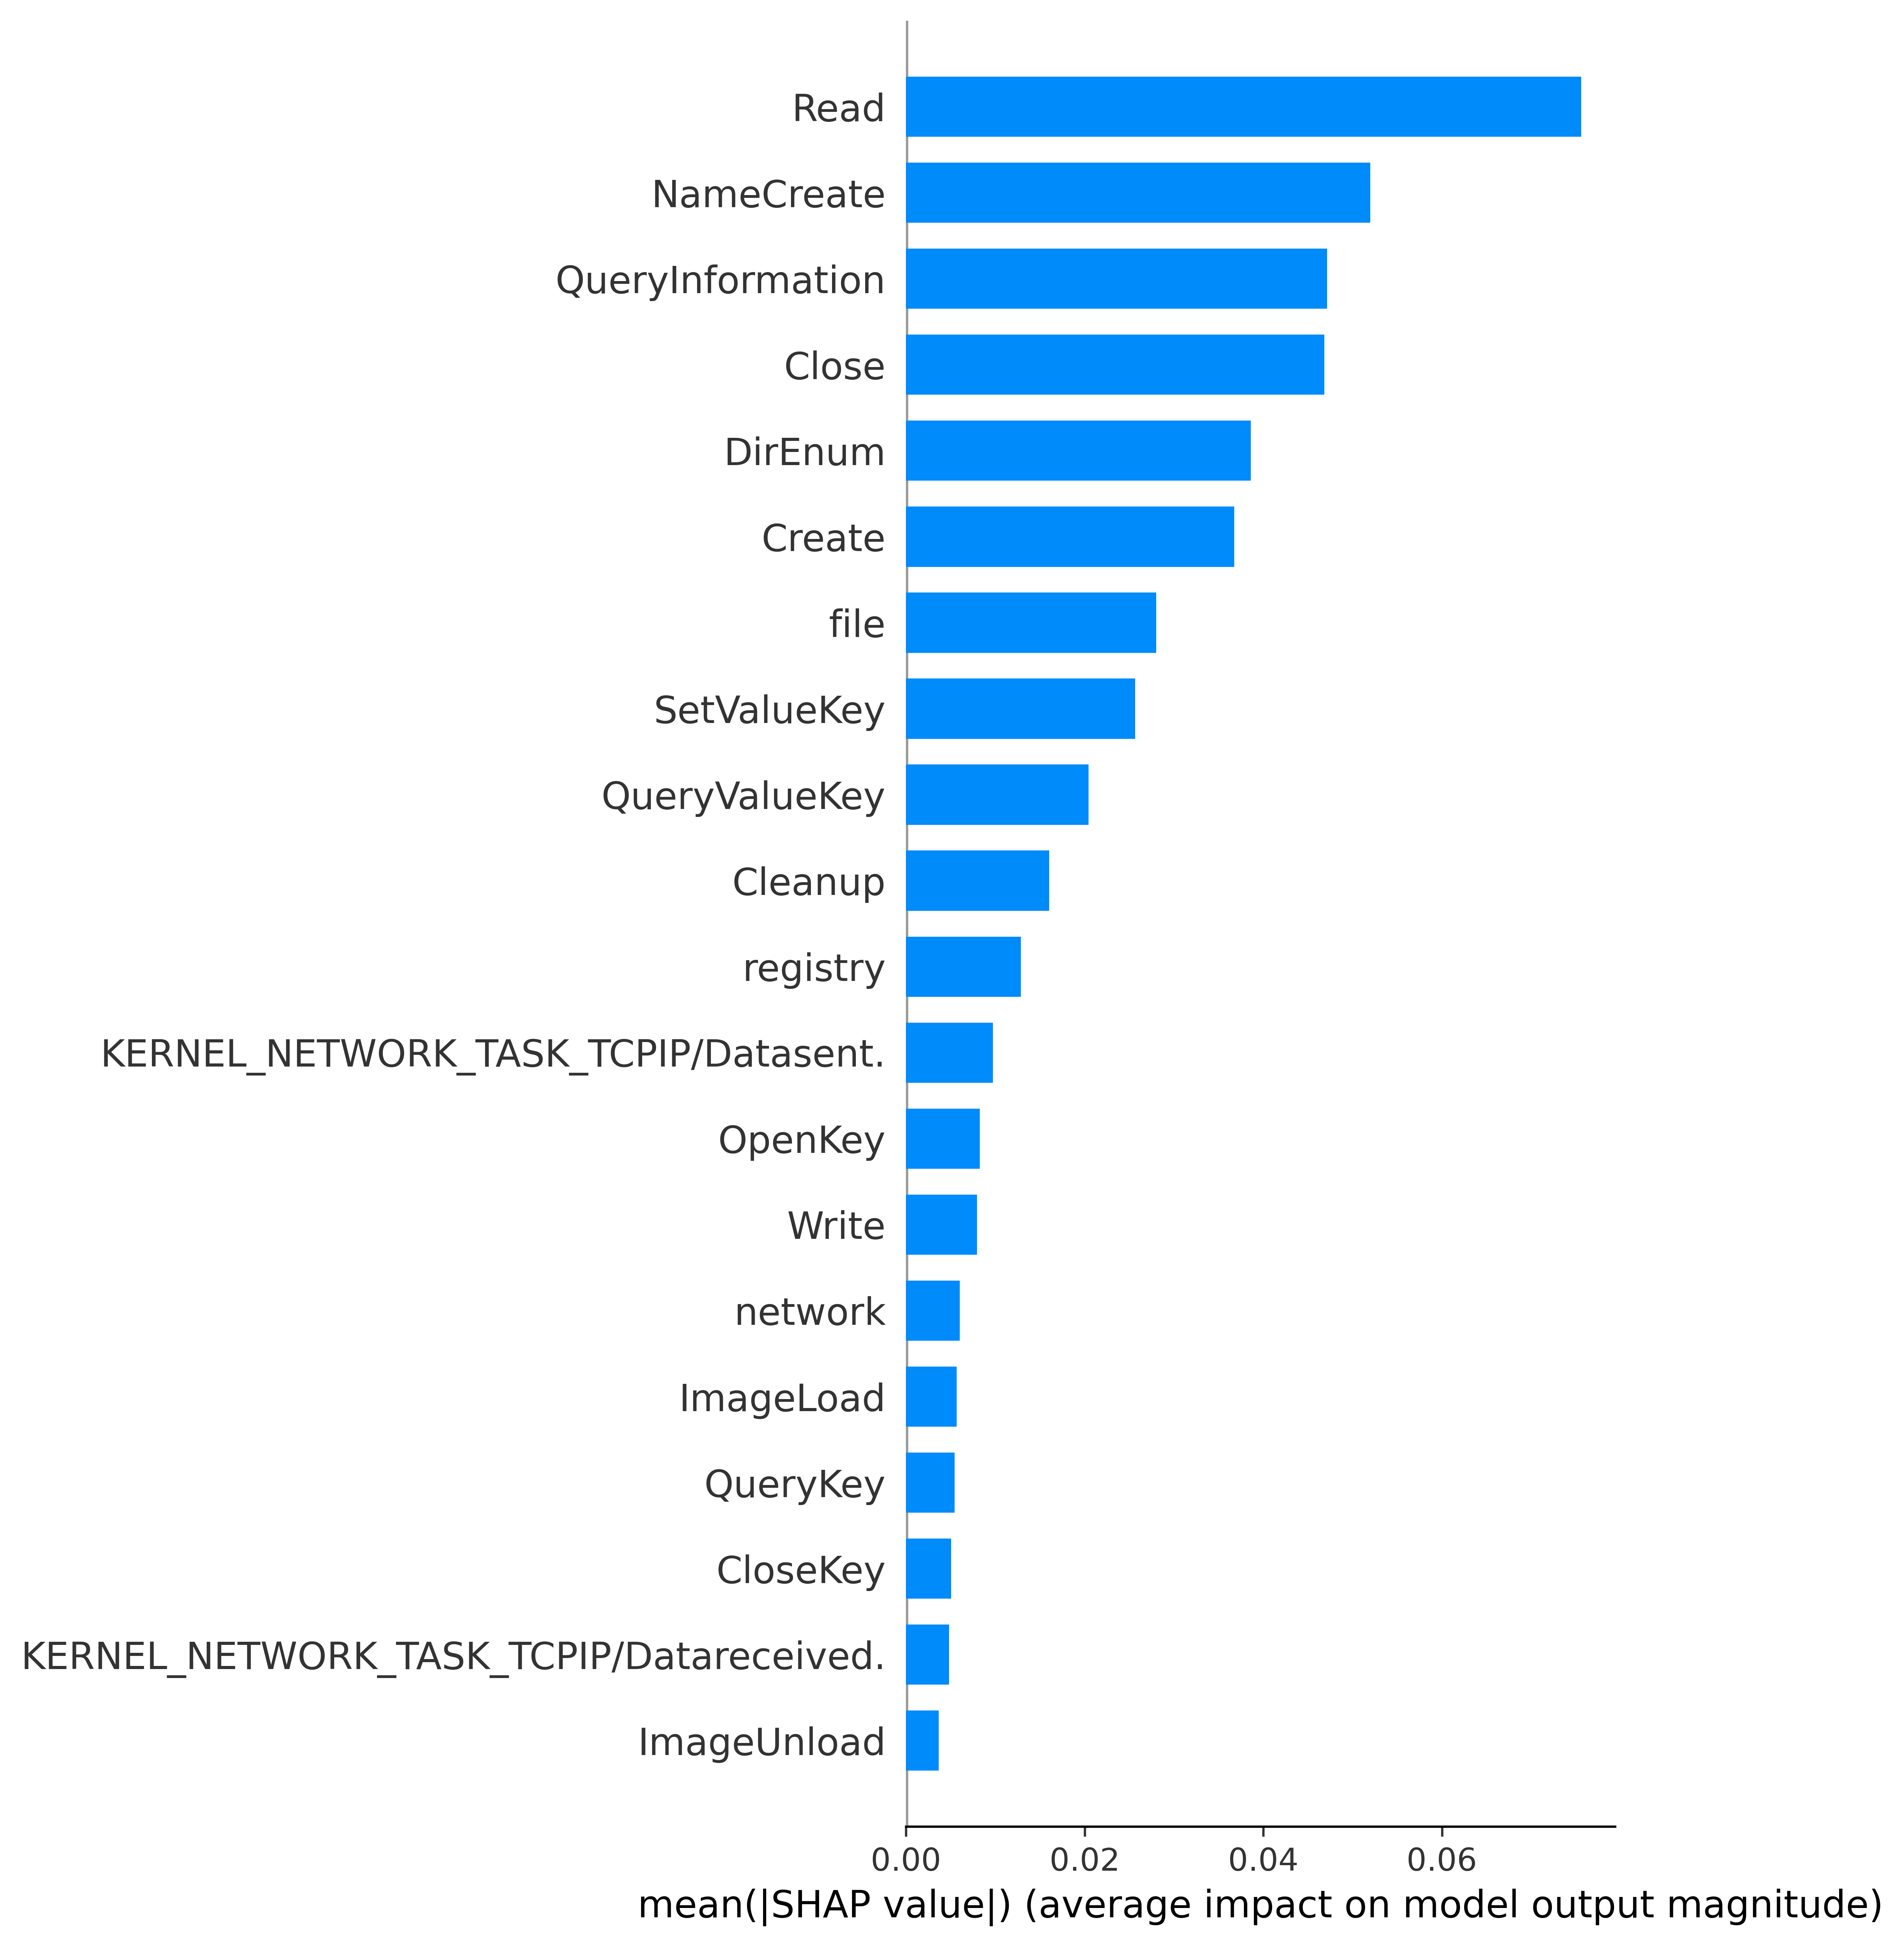 Read
NameCreate
QueryInformation
Close
DirEnum
Create
file
SetValueKey
QueryValueKey
Cleanup
registry
KERNEL_NETWORK_TASK_TCPIP/Datasent.
OpenKey
Write
network
ImageLoad
QueryKey
CloseKey
KERNEL_NETWORK_TASK_TCPIP/Datareceived.
ImageUnload
0.00 0.02 0.04 0.06
mean(|SHAP value|) (average impact on model output magnitude)